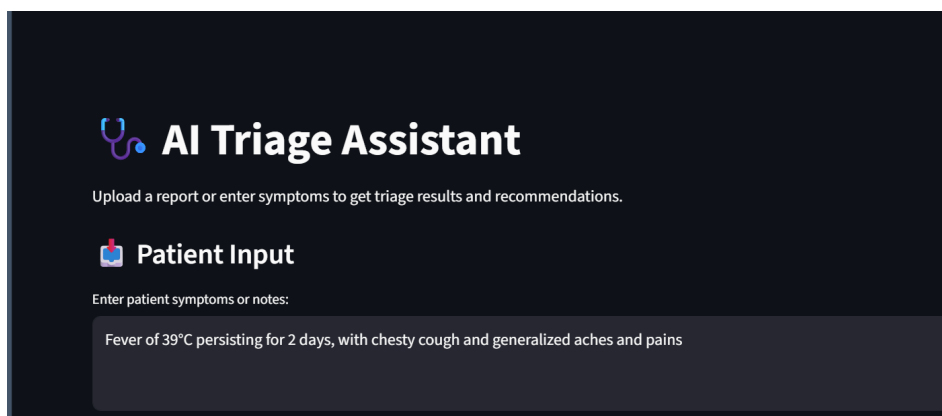 AI Triage Assistant
Upload a report or enter symptoms to get triage results and recommendations.
Patient Input
Enter patient symptoms or notes:
Fever of 39°C persisting for 2 days, with chesty cough and generalized aches and pains